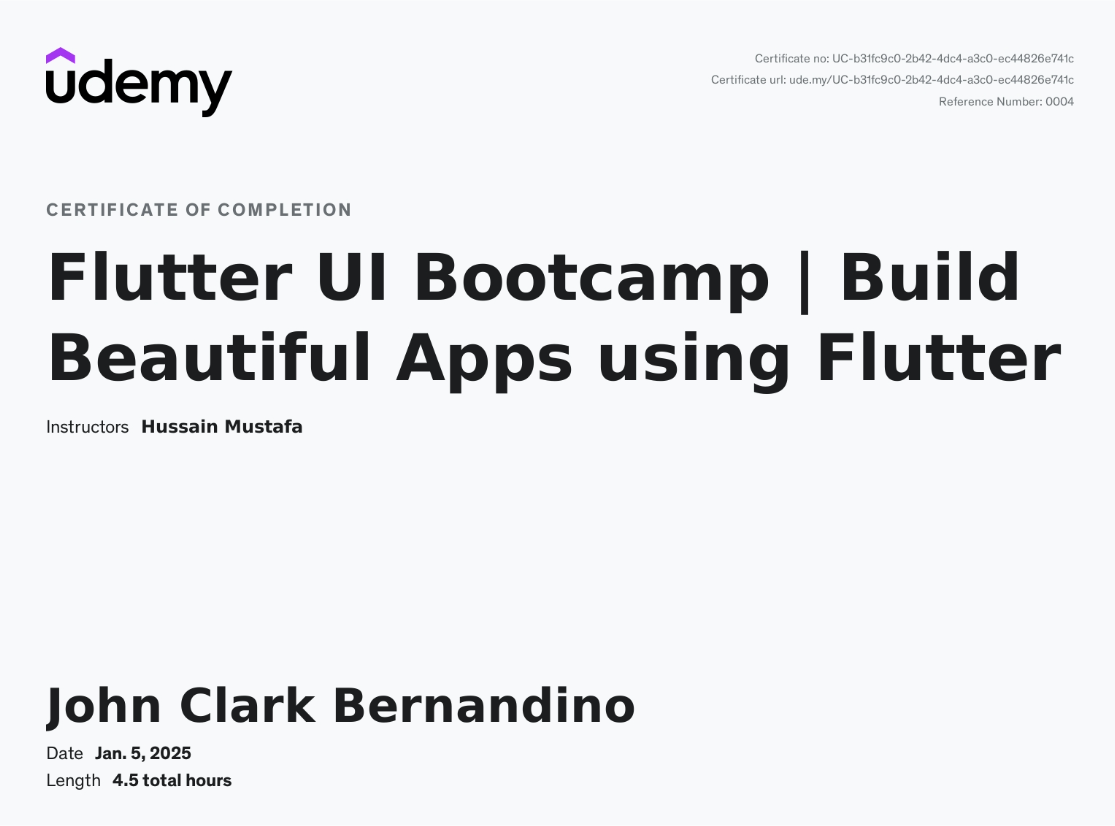 udemy
Certificate no: UC-b31fc9c0-2b42-4dc4-a3c0-ec44826e741c
Certificate url: ude.my/UC-b31fc9c0-2b42-4dc4-a3c0-ec44826e741c
Reference Number: 0004
CERTIFICATE OF COMPLETION
Flutter UI Bootcamp | Build
Beautiful Apps using Flutter
Instructors Hussain Mustafa
John Clark Bernandino
Date Jan. 5, 2025
Length 4.5 total hours